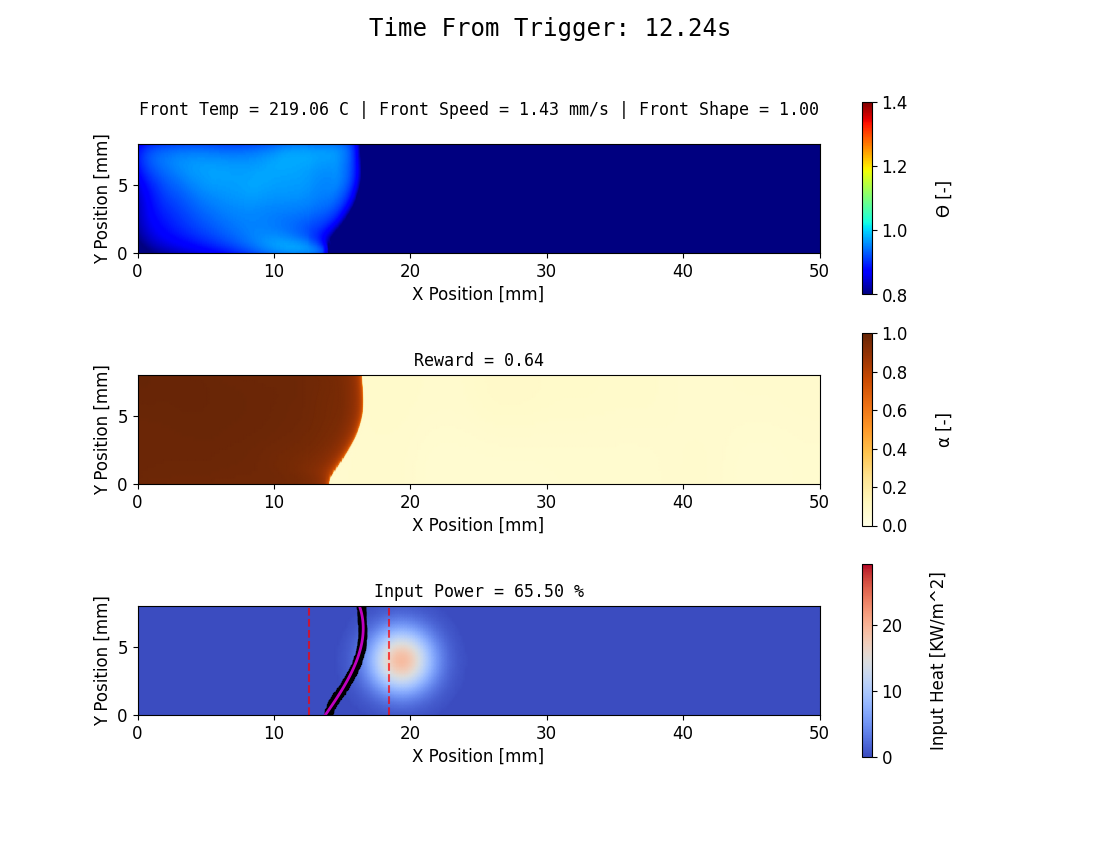 Time From Trigger: 12.24s
Front Temp = 219.06 C | Front Speed = 1.43 mm/s | Front Shape = 1.00
Y Position [mm]
5
0
0 10 20 30 40 50
X Position [mm]
1.4
1.2
1.0
0.8
Θ [-]
Reward = 0.64
Y Position [mm]
5
0
0 10 20 30 40 50
X Position [mm]
1.0
0.8
0.6
0.4
0.2
0.0
α [-]
Input Power = 65.50 %
Y Position [mm]
5
0
0 10 20 30 40 50
X Position [mm]
20
10
0
Input Heat [KW/m^2]